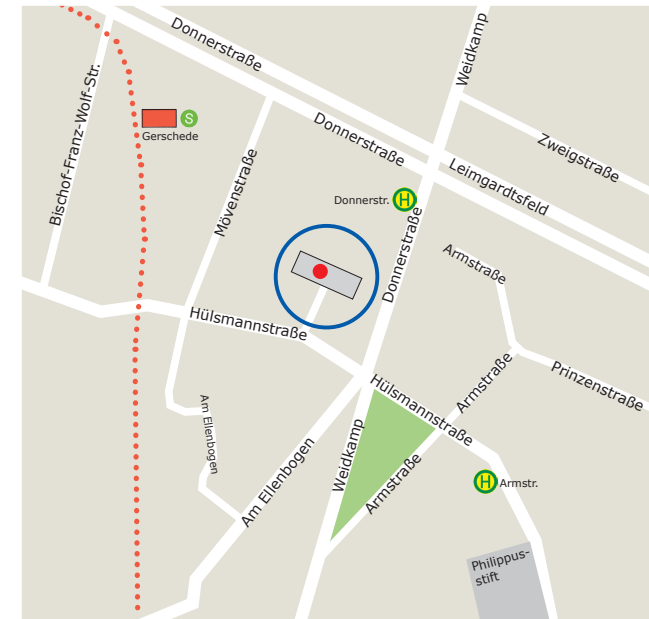 Weidkamp
Donnerstraße
Bischof-Franz-Wolf-Str.
S
Gerschede
Donnerstraße
Zweigstraße
Leimgardtsfeld
Mövenstraße
Donnerstr.
H
Donnerstraße
Armstraße
Hülsmannstraße
Prinzenstraße
Armstraße
Hülsmannstraße
Am Ellenbogen
Weidkamp
Am Ellenbogen
Armstraße
H
Armstr.
Philippus-
stift